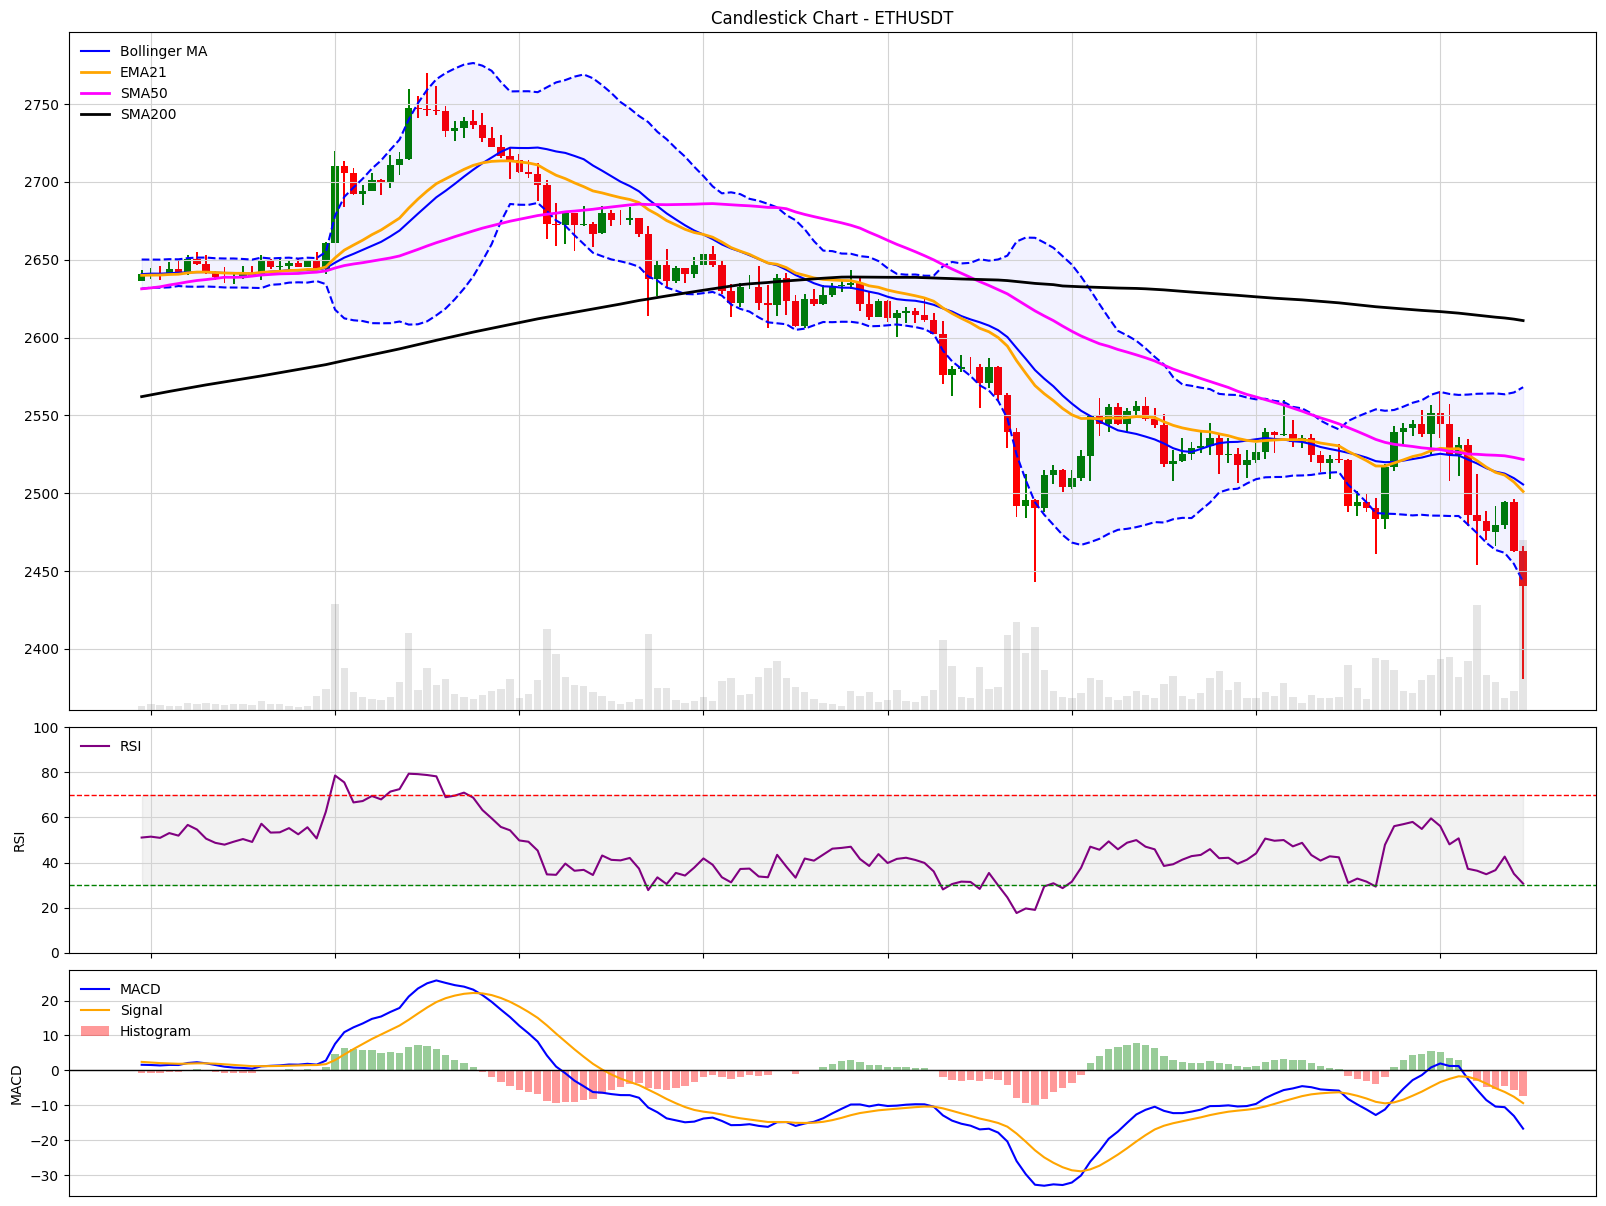 Candlestick Chart - ETHUSDT
Bollinger MA
EMA21
SMA50
SMA200
2750
2700
2650
2600
2550
2500
2450
2400
RSI
100
80
60
40
20
0
RSI
MACD
Signal
Histogram
20
10
0
−10
−20
−30
MACD